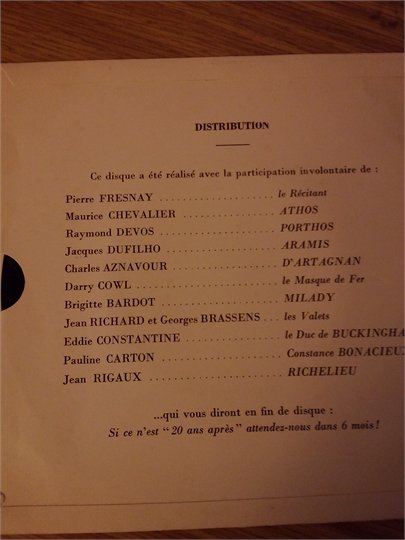 DISTRIBUTION
Ce disque a été réalisé avec la participation involontaire de :
Pierre FRESNAY ........................ le Récitant
Maurice CHEVALIER .................... ATHOS
Raymond DEVOS ........................ PORTHOS
Jacques DUFILHO ...................... ARAMIS
Charles AZNAVOUR ..................... D'ARTAGNAN
Darry COWL ........................... le Masque de Fer
Brigitte BARDOT ...................... MILADY
Jean RICHARD et Georges BRASSENS ... les Valets
Eddie CONSTANTINE .................... le Duc de BUCKINGHA
Pauline CARTON ....................... Constance BONACIEUX
Jean RIGAUX .......................... RICHELIEU
...qui vous diront en fin de disque :
Si ce n'est "20 ans après" attendez-nous dans 6 mois !